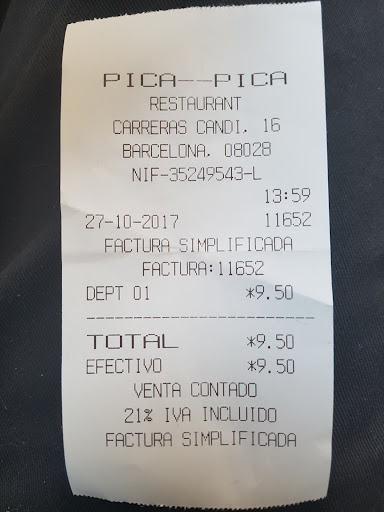 PICA--PICA
RESTAURANT
CARRERAS CANDI, 16
BARCELONA, 08028
NIF-35249543-L
13:59
27-10-2017 11652
FACTURA SIMPLIFICADA
FACTURA:11652
DEPT 01 *9.50
------------------------
TOTAL *9.50
EFECTIVO *9.50
VENTA CONTADO
21% IVA INCLUIDO
FACTURA SIMPLIFICADA